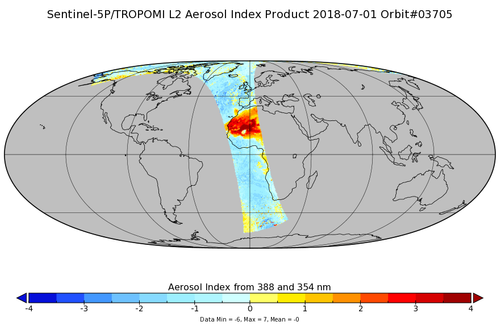 Sentinel-5P/TROPOMI L2 Aerosol Index Product 2018-07-01 Orbit#03705
Aerosol Index from 388 and 354 nm
-4 -3 -2 -1 0 1 2 3 4
Data Min = -6, Max = 7, Mean = -0